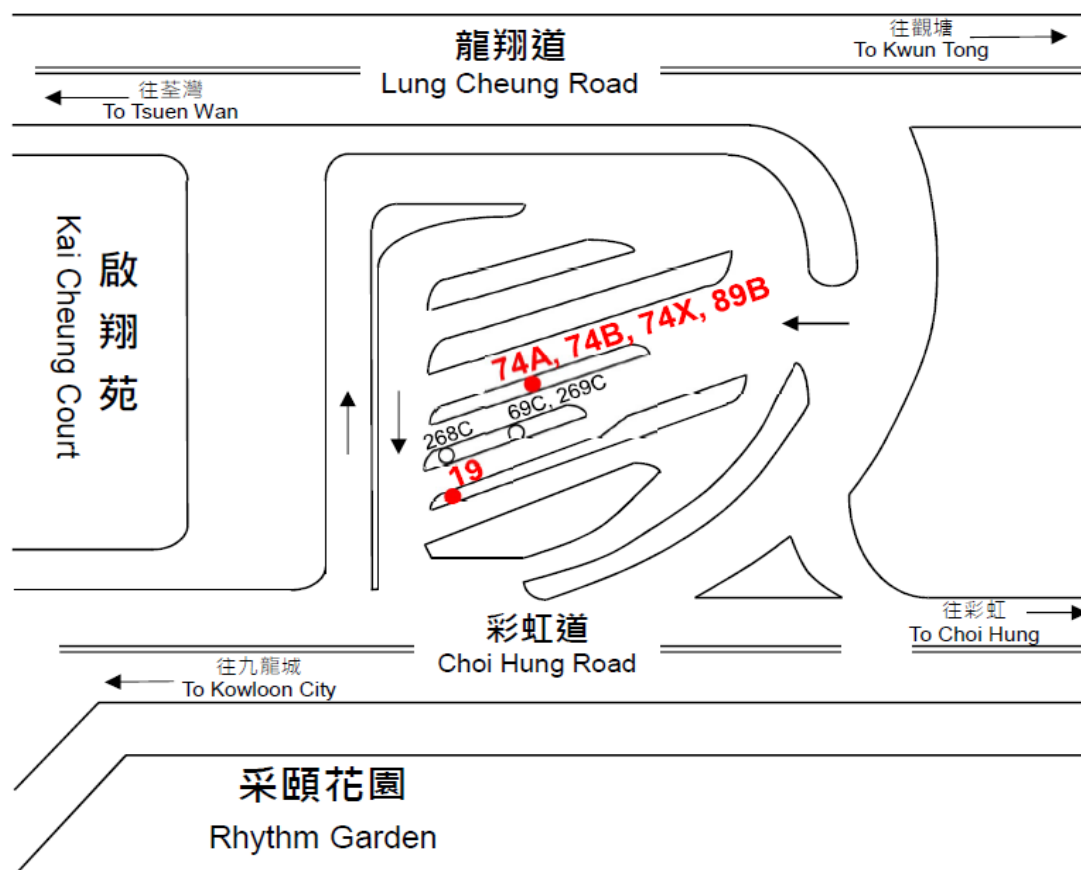 龍翔道
Lung Cheung Road
往觀塘
To Kwun Tong
往荃灣
To Tsuen Wan
啟翔苑
Kai Cheung Court
74A, 74B, 74X, 89B
69C, 269C
268C
19
彩虹道
Choi Hung Road
往彩虹
To Choi Hung
往九龍城
To Kowloon City
采頤花園
Rhythm Garden